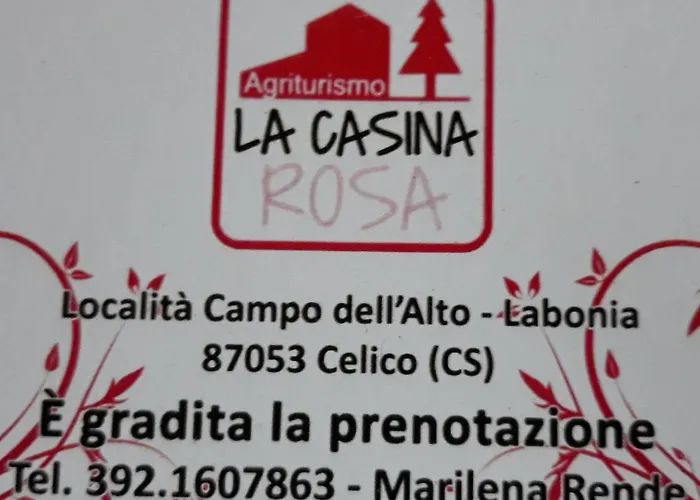 Agriturismo
LA CASINA
ROSA
Località Campo dell'Alto - Labonia
87053 Celico (CS)
È gradita la prenotazione
Tel. 392.1607863 - Marilena Rende